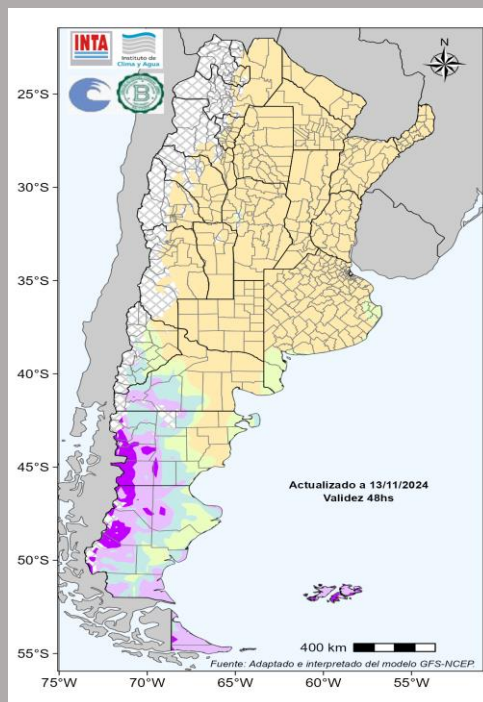 INTA
Instituto de
Clima y Agua
B
N
25°S
30°S
35°S
40°S
45°S
50°S
55°S
Actualizado a 13/11/2024
Validez 48hs
400 km
Fuente: Adaptado e interpretado del modelo GFS-NCEP.
75°W
70°W
65°W
60°W
55°W